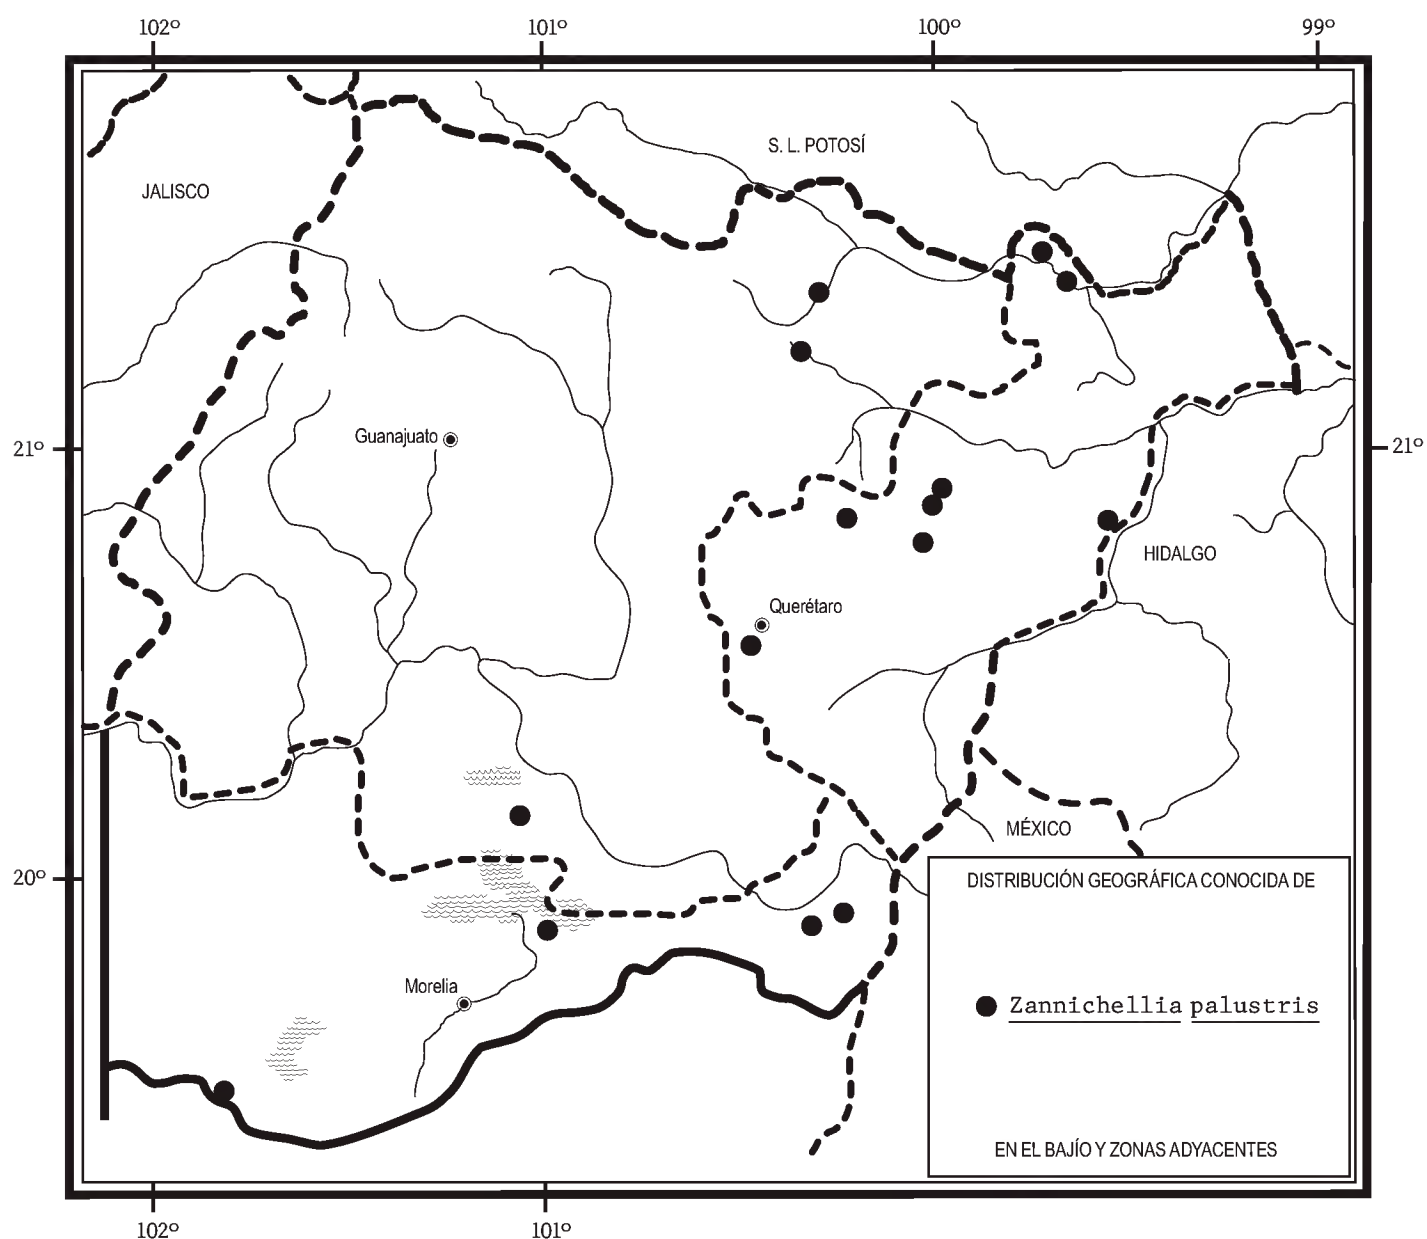 102º 101º 100º 99º
S. L. POTOSÍ
JALISCO
Guanajuato
21º 21º
HIDALGO
Querétaro
MÉXICO
20º
DISTRIBUCIÓN GEOGRÁFICA CONOCIDA DE
Morelia
Zannichellia palustris
EN EL BAJÍO Y ZONAS ADYACENTES
102º 101º